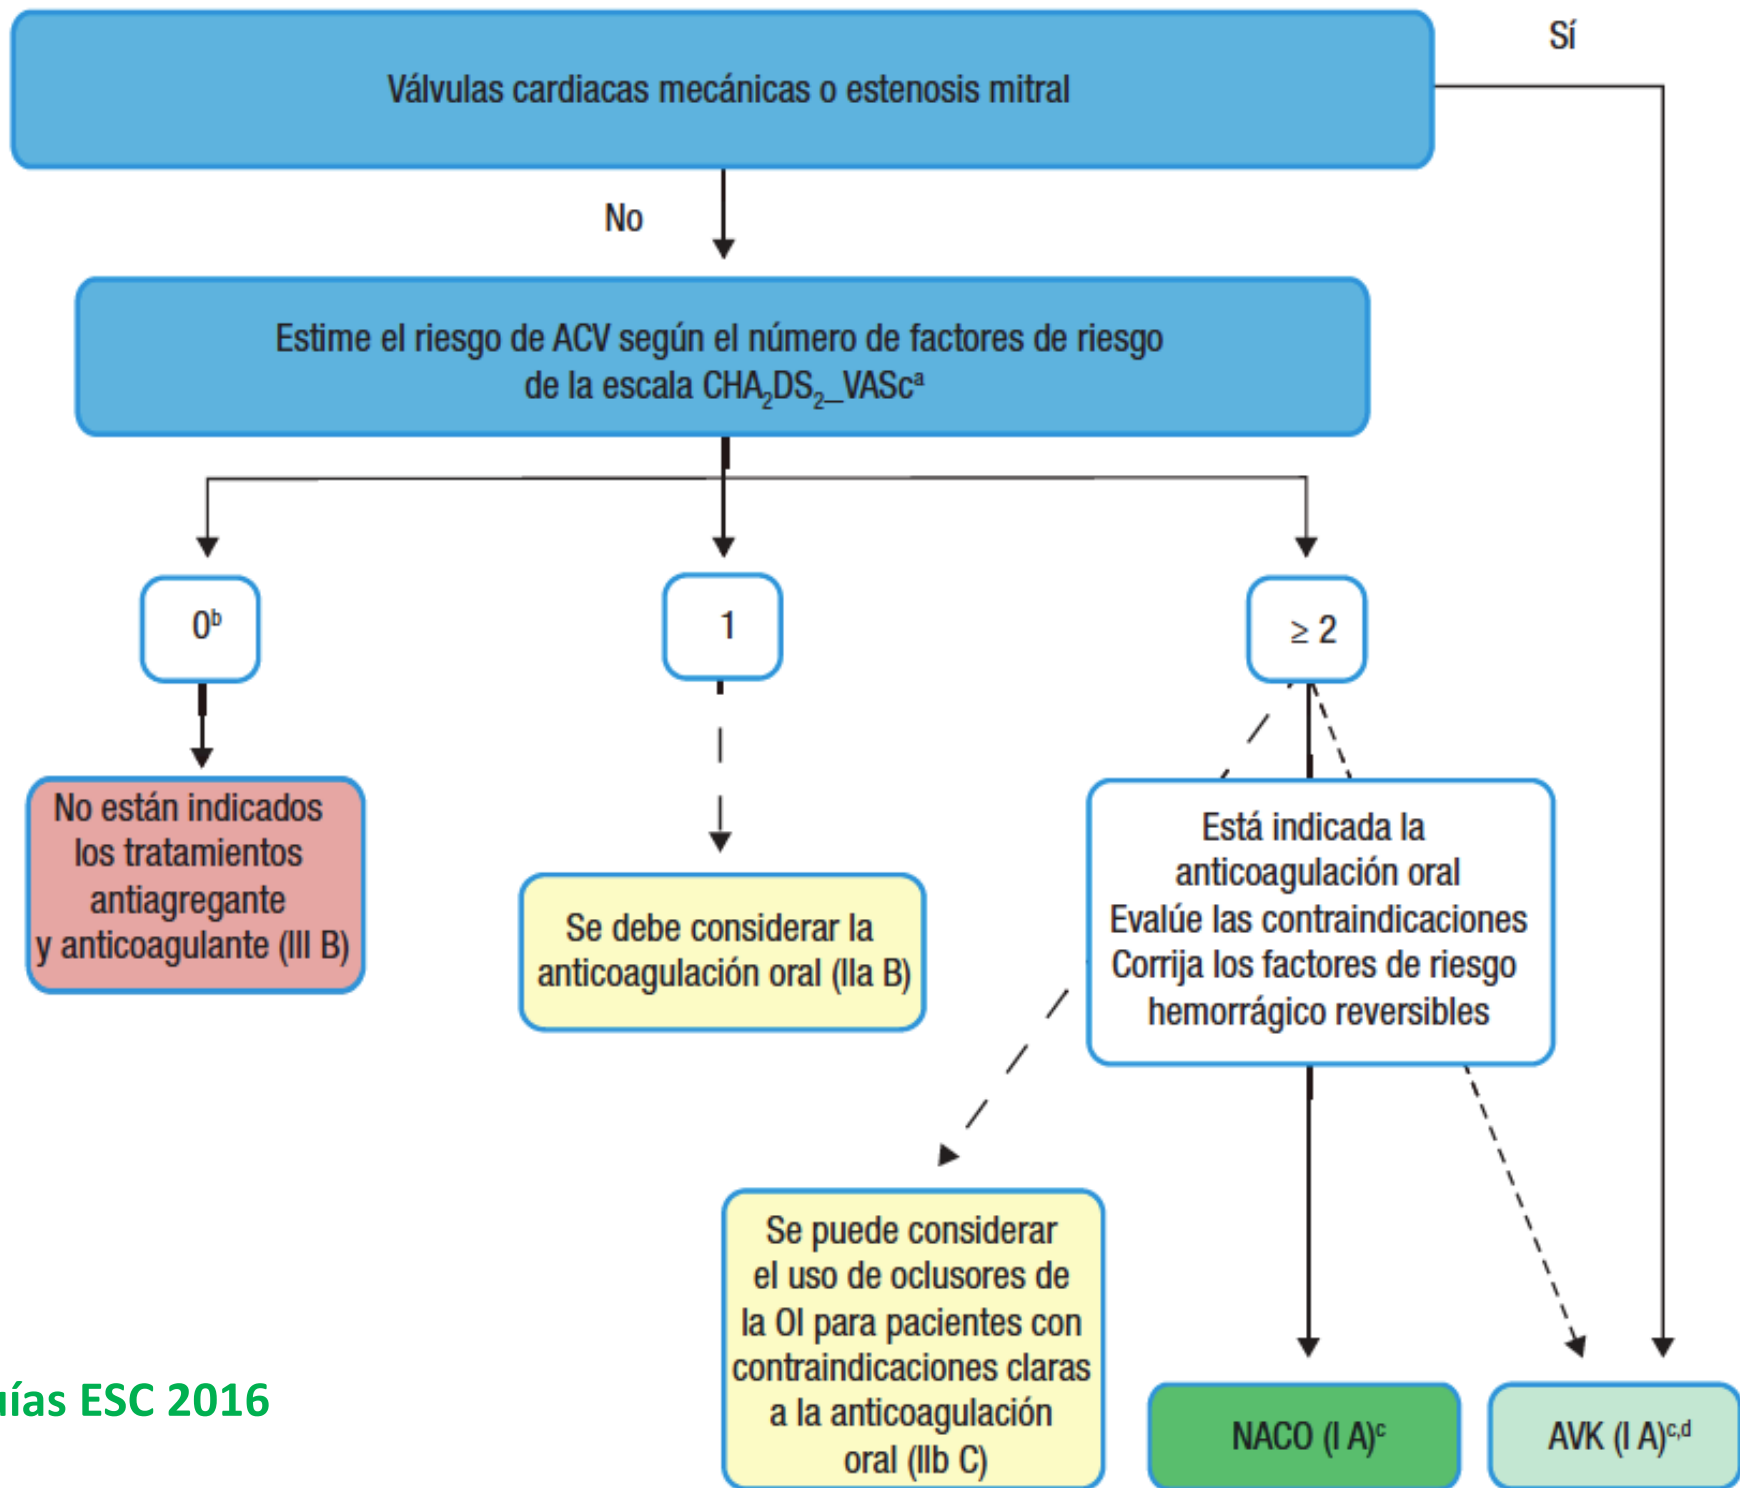 Sí
Válvulas cardiacas mecánicas o estenosis mitral
No
Estime el riesgo de ACV según el número de factores de riesgo
de la escala CHA₂DS₂_VAScᵃ
0ᵇ
1
≥ 2
No están indicados
los tratamientos
antiagregante
y anticoagulante (III B)
Se debe considerar la
anticoagulación oral (IIa B)
Está indicada la
anticoagulación oral
Evalúe las contraindicaciones
Corrija los factores de riesgo
hemorrágico reversibles
Se puede considerar
el uso de oclusores de
la OI para pacientes con
contraindicaciones claras
a la anticoagulación
oral (IIb C)
NACO (I A)ᶜ
AVK (I A)ᶜ,ᵈ
uías ESC 2016